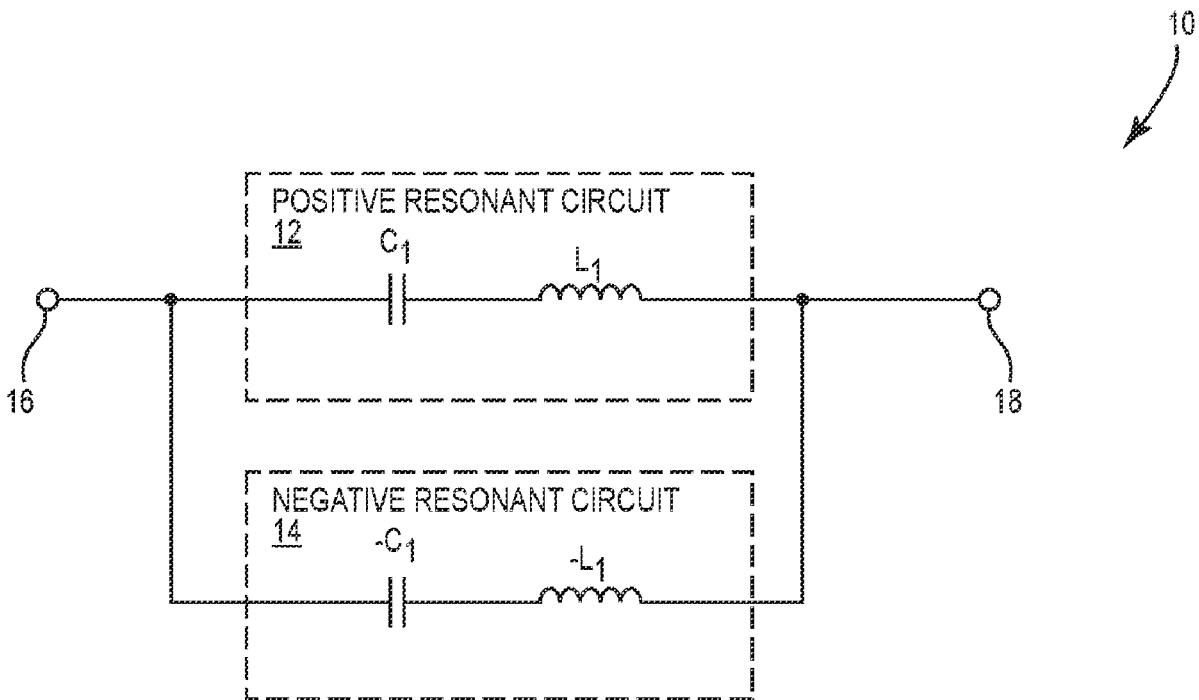 10
POSITIVE RESONANT CIRCUIT
12
C1
L1
16
18
NEGATIVE RESONANT CIRCUIT
14
-C1
-L1